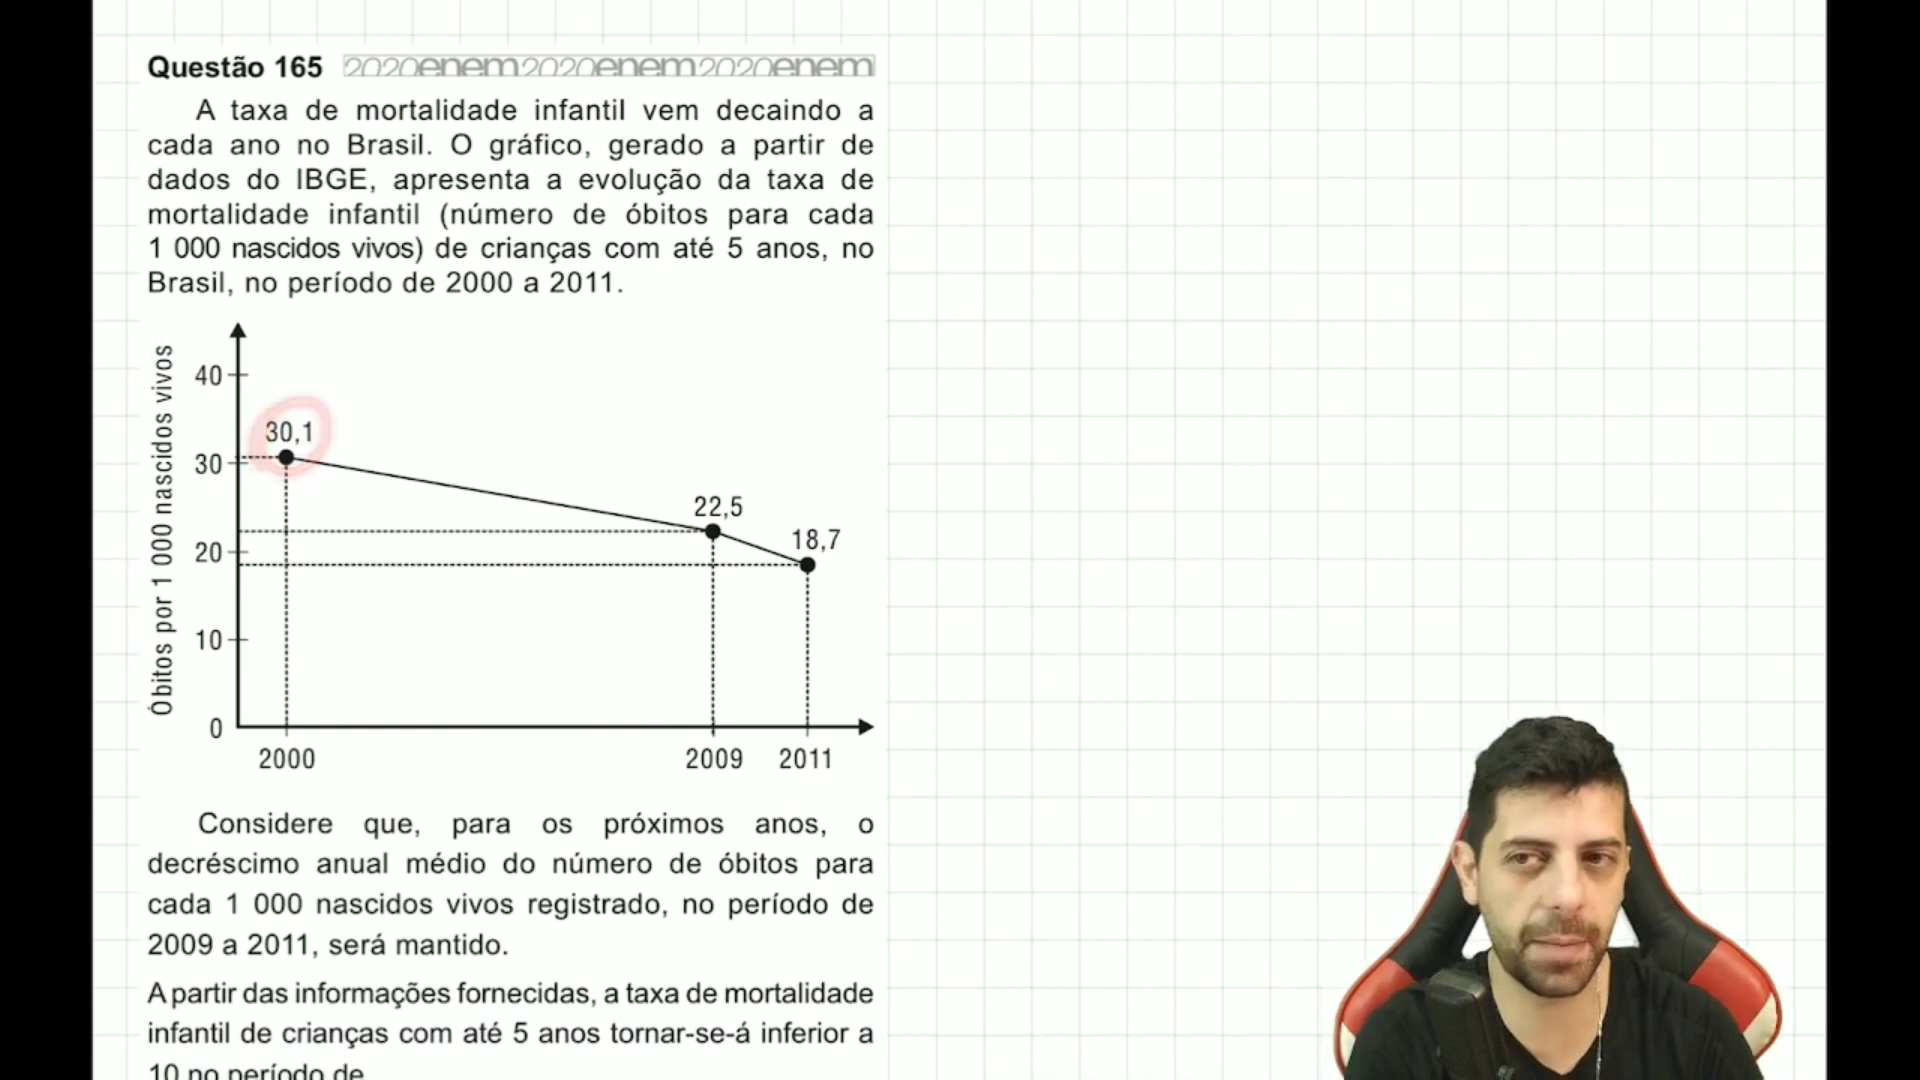 Questão 165 2020enem2020enem2020enem
A taxa de mortalidade infantil vem decaindo a
cada ano no Brasil. O gráfico, gerado a partir de
dados do IBGE, apresenta a evolução da taxa de
mortalidade infantil (número de óbitos para cada
1 000 nascidos vivos) de crianças com até 5 anos, no
Brasil, no período de 2000 a 2011.
Óbitos por 1 000 nascidos vivos
40
30,1
30
22,5
18,7
20
10
0
2000 2009 2011
Considere que, para os próximos anos, o
decréscimo anual médio do número de óbitos para
cada 1 000 nascidos vivos registrado, no período de
2009 a 2011, será mantido.
A partir das informações fornecidas, a taxa de mortalidade
infantil de crianças com até 5 anos tornar-se-á inferior a
10 no período de